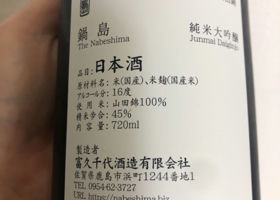 鍋島
The Nabeshima
純米大吟醸
Junmai Daiginjo
品目:日本酒
原材料名:米(国産)、米麹(国産米)
アルコール分:16度
使用米:山田錦100%
精米歩合:45%
内容量:720ml
製造者
富久千代酒造有限会社
佐賀県鹿島市浜町1244番地1
TEL 0954-62-3727
URL https://nabeshima.biz